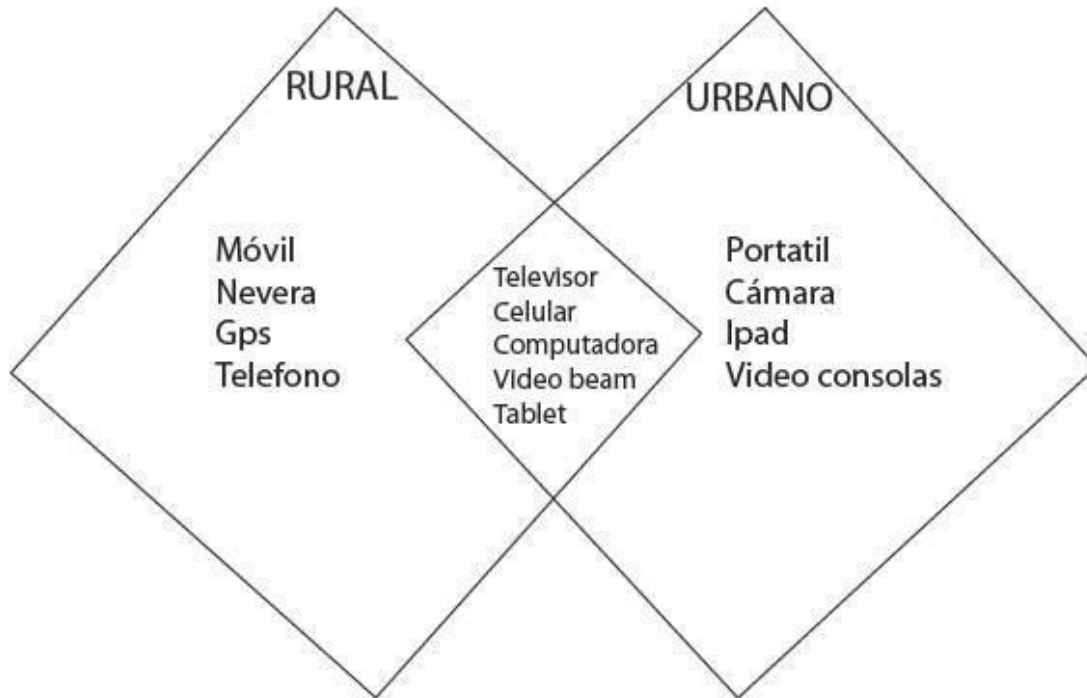 RURAL
Móvil
Nevera
Gps
Telefono
Televisor
Celular
Computadora
Video beam
Tablet
URBANO
Portatil
Cámara
Ipad
Video consolas